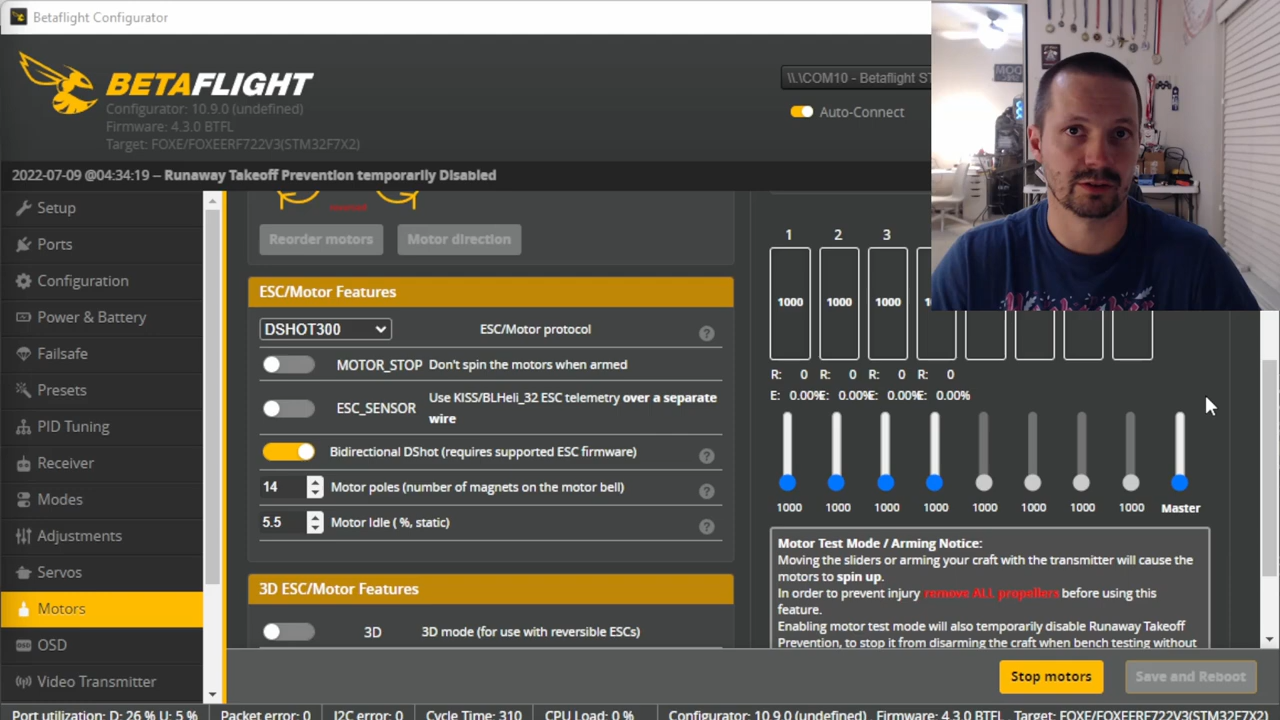 Betaflight Configurator
BETAFLIGHT
Configurator: 10.9.0 (undefined)
Firmware: 4.3.0 BTFL
Target: FOXE/FOXEERF722V3(STM32F7X2)
\\.\COM10 - Betaflight ST
Auto-Connect
2022-07-09 @04:34:19 -- Runaway Takeoff Prevention temporarily Disabled
Setup
Ports
Configuration
Power & Battery
Failsafe
Presets
PID Tuning
Receiver
Modes
Adjustments
Servos
Motors
OSD
Video Transmitter
Reorder motors
Motor direction
ESC/Motor Features
DSHOT300
ESC/Motor protocol
MOTOR_STOP Don't spin the motors when armed
ESC_SENSOR
Use KISS/BLHeli_32 ESC telemetry over a separate
wire
Bidirectional DShot (requires supported ESC firmware)
14 Motor poles (number of magnets on the motor bell)
5.5 Motor Idle ( %, static)
3D ESC/Motor Features
3D 3D mode (for use with reversible ESCs)
1 2 3
1000 1000 1000
R: 0 R: 0 R: 0 R: 0
E: 0.00% E: 0.00% E: 0.00% E: 0.00%
1000 1000 1000 1000 1000 1000 1000 1000 Master
Motor Test Mode / Arming Notice:
Moving the sliders or arming your craft with the transmitter will cause the
motors to spin up.
In order to prevent injury remove ALL propellers before using this
feature.
Enabling motor test mode will also temporarily disable Runaway Takeoff
Prevention, to stop it from disarming the craft when bench testing without
Stop motors
Save and Reboot
Port utilization: D: 26 % U: 5 % Packet error: 0 I2C error: 0 Cycle Time: 310 CPU Load: 0 % Configurator: 10.9.0 (undefined) Firmware: 4.3.0 BTFL, Target: FOXE/FOXEERF722V3(STM32F7X2)